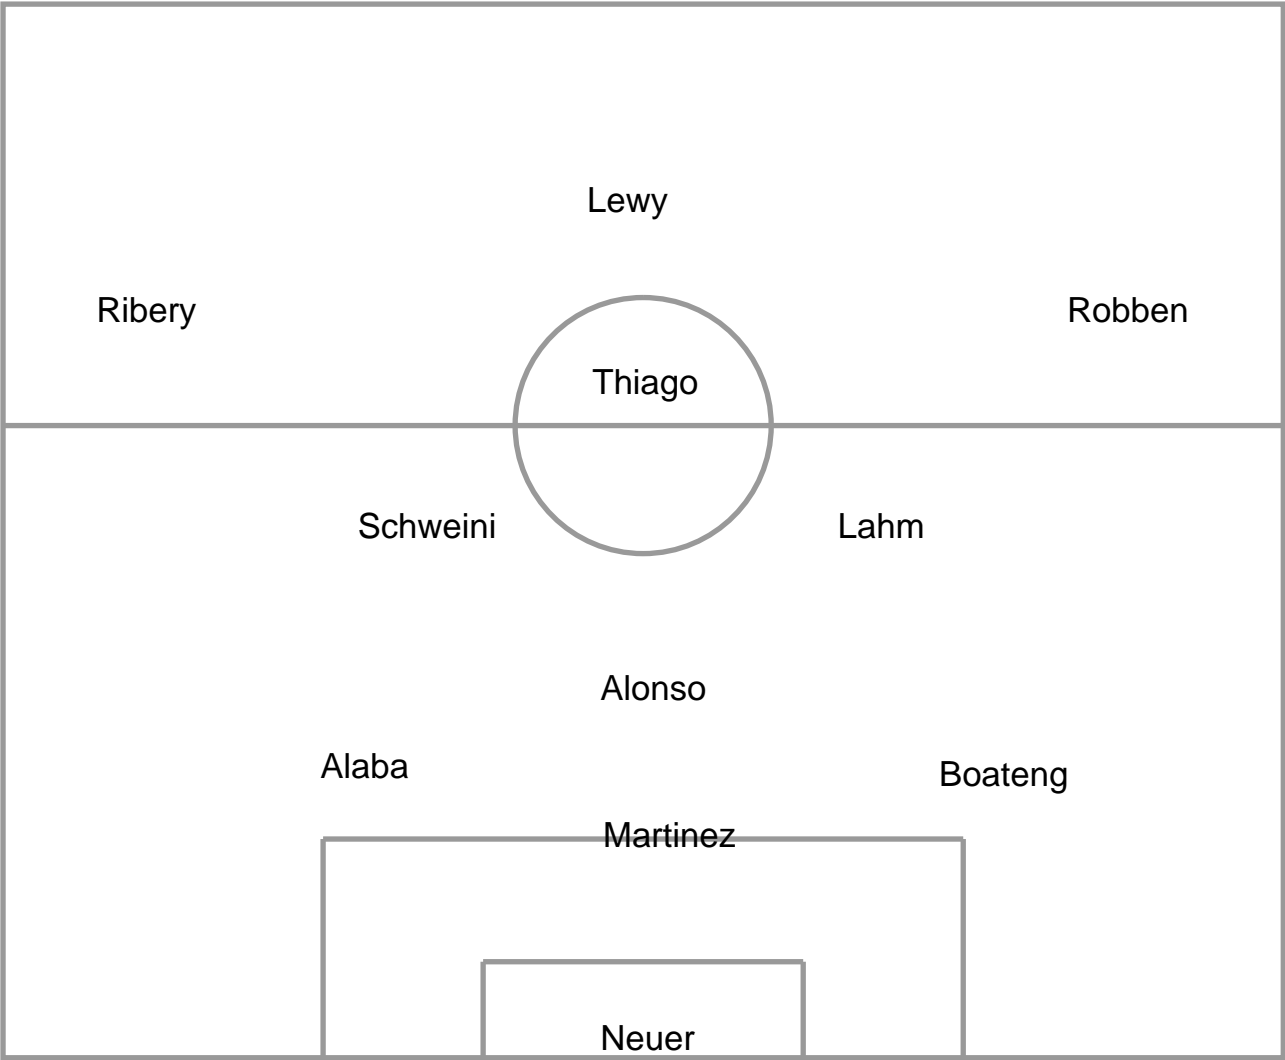 Lewy
Ribery
Robben
Thiago
Schweini
Lahm
Alonso
Alaba
Boateng
Martinez
Neuer